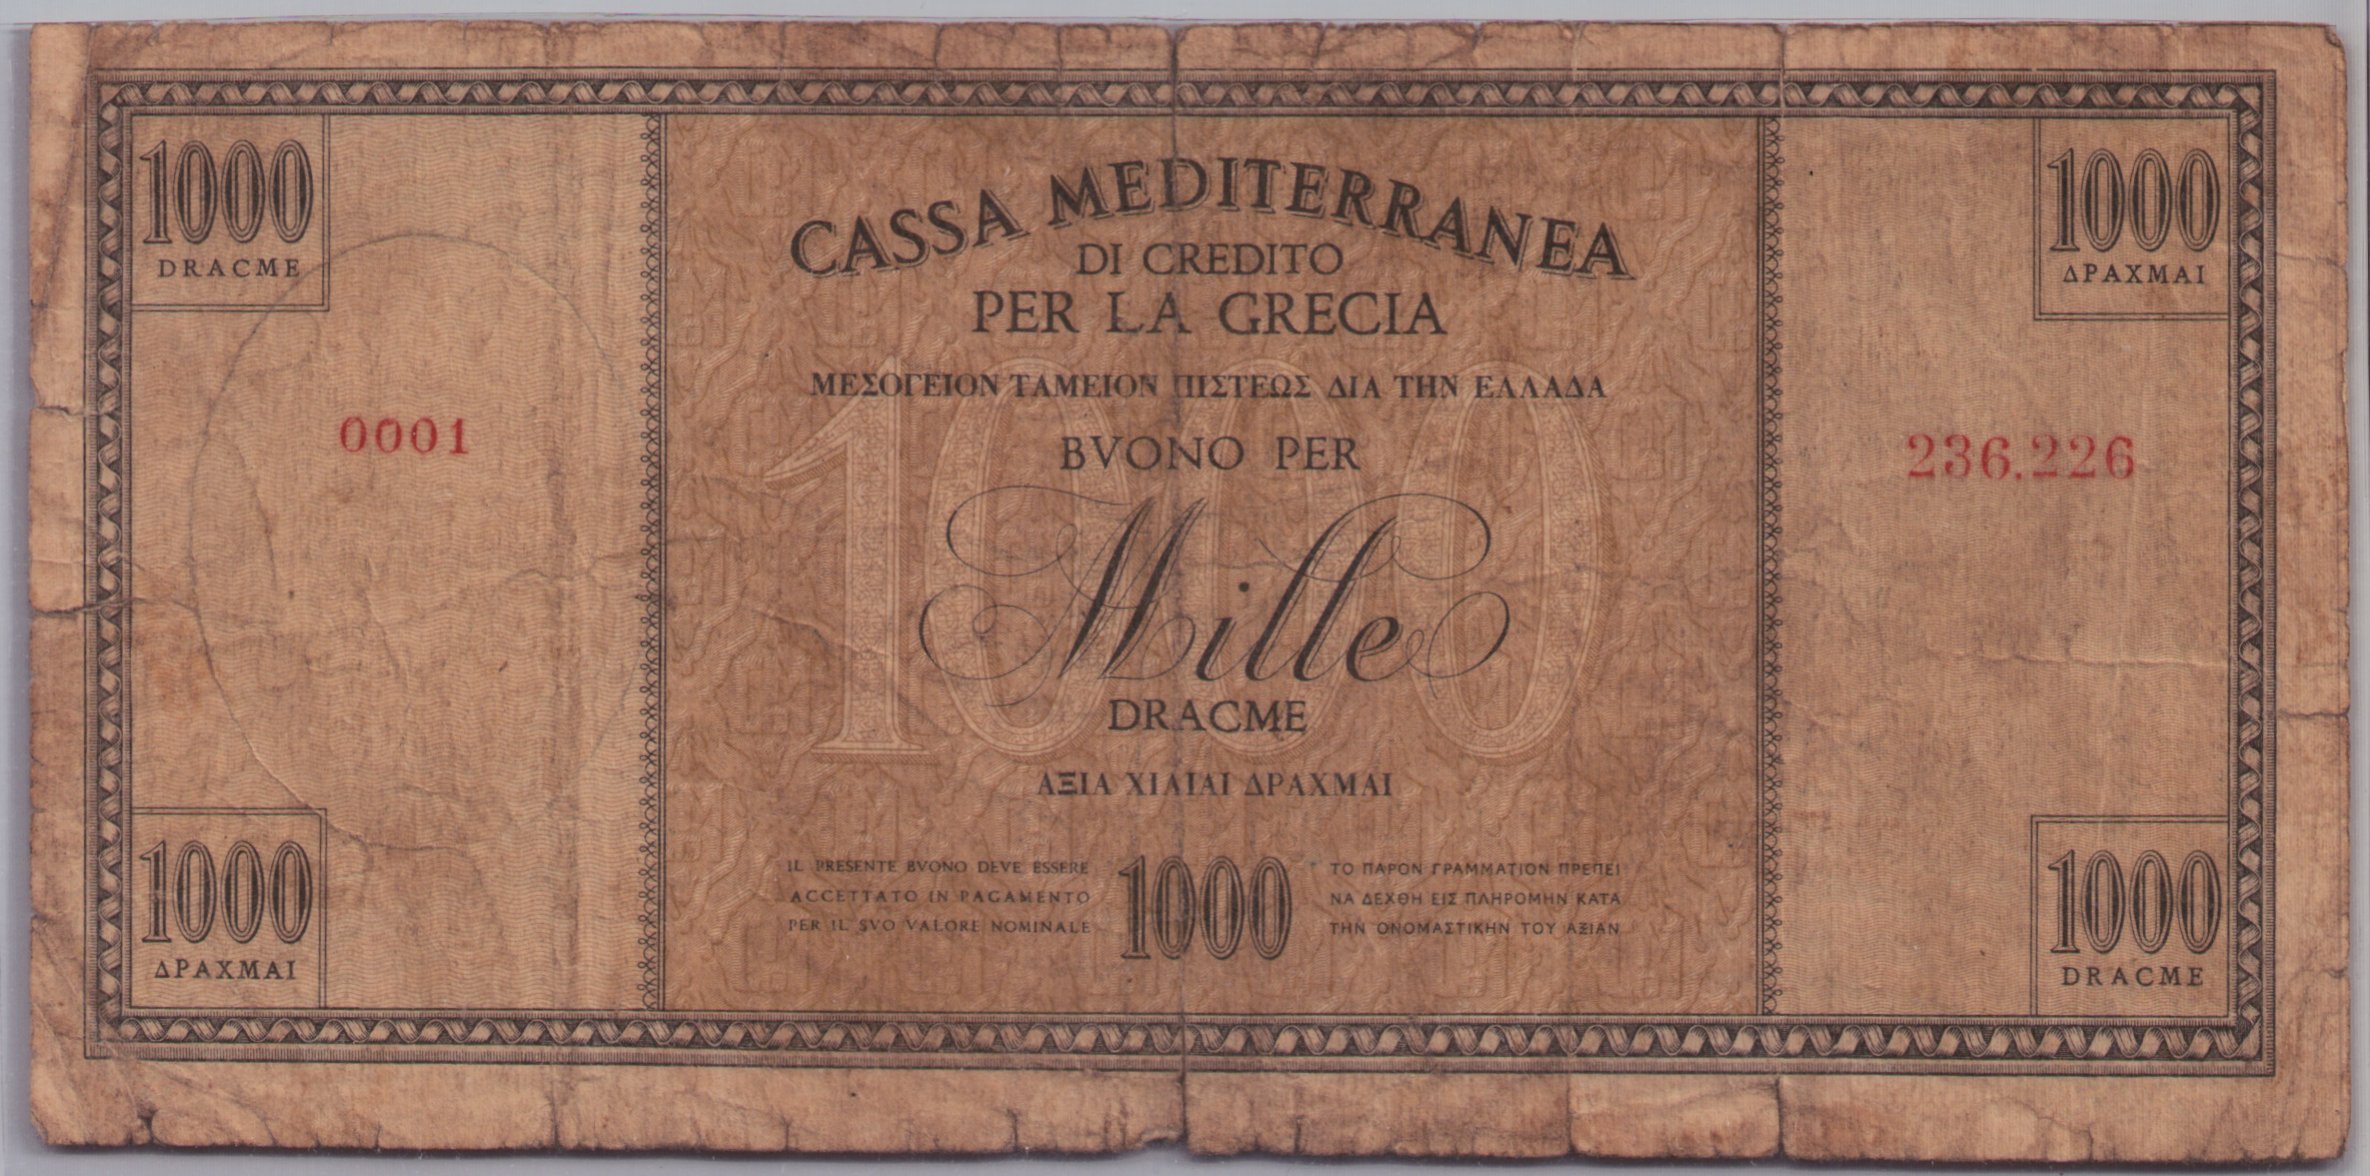 1000
DRACME
1000
ΔΡΑΧΜΑΙ
CASSA MEDITERRANEA
DI CREDITO
PER LA GRECIA
ΜΕΣΟΓΕΙΟΝ ΤΑΜΕΙΟΝ ΠΙΣΤΕΩΣ ΔΙΑ ΤΗΝ ΕΛΛΑΔΑ
0001
236.226
BVONO PER
1000
Mille
DRACME
ΑΞΙΑ ΧΙΛΙΑΙ ΔΡΑΧΜΑΙ
IL PRESENTE BVONO DEVE ESSERE
ACCETTATO IN PAGAMENTO
PER IL SVO VALORE NOMINALE
1000
ΤΟ ΠΑΡΟΝ ΓΡΑΜΜΑΤΙΟΝ ΠΡΕΠΕΙ
ΝΑ ΔΕΧΘΗ ΕΙΣ ΠΛΗΡΟΜΗΝ ΚΑΤΑ
ΤΗΝ ΟΝΟΜΑΣΤΙΚΗΝ ΤΟΥ ΑΞΙΑΝ
1000
ΔΡΑΧΜΑΙ
1000
DRACME